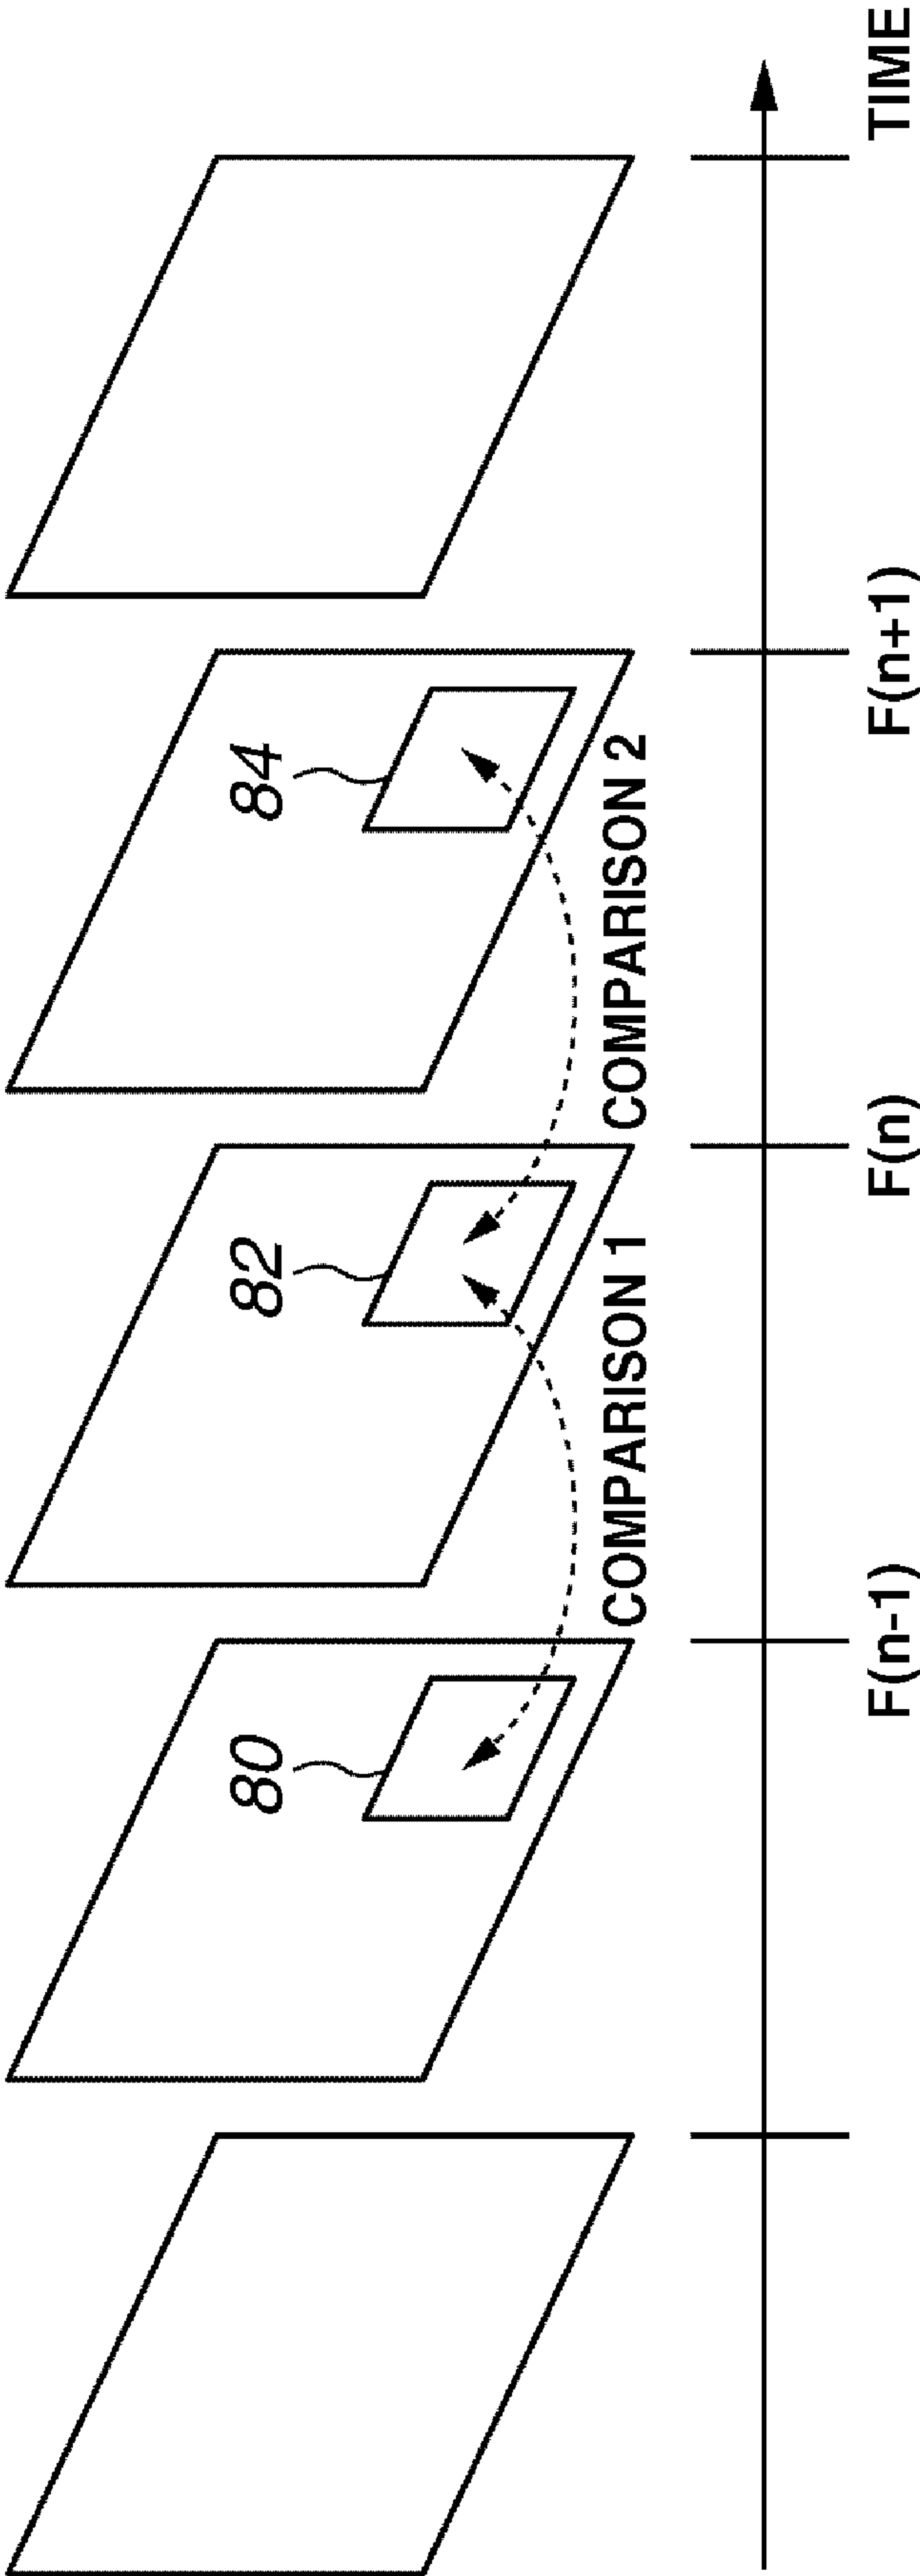 80
82
84
COMPARISON 1
COMPARISON 2
F(n-1)
F(n)
F(n+1)
TIME